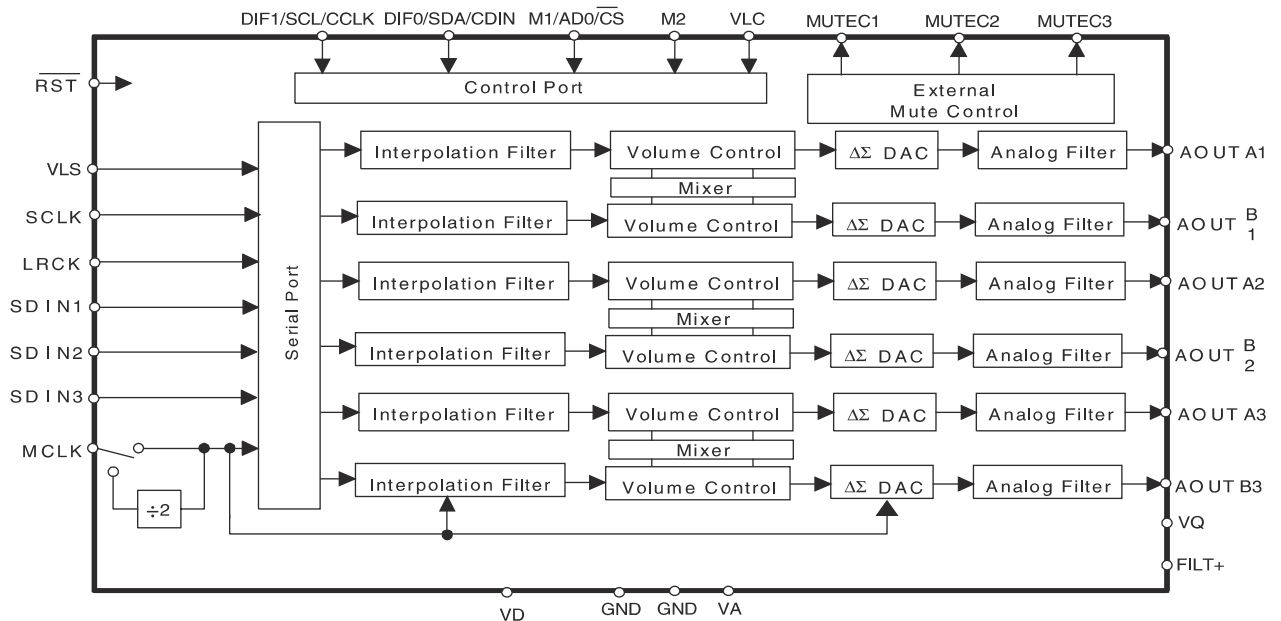 DIF1/SCL/CCLK DIF0/SDA/CDIN M1/AD0/CS M2 VLC MUTEC1 MUTEC2 MUTEC3
RST
Control Port
External
Mute Control
Serial Port
VLS
SCLK
LRCK
SDIN1
SDIN2
SDIN3
MCLK
÷2
Interpolation Filter Volume Control ΔΣ DAC Analog Filter AOUT A1
Mixer
Interpolation Filter Volume Control ΔΣ DAC Analog Filter AOUT B1
Interpolation Filter Volume Control ΔΣ DAC Analog Filter AOUT A2
Mixer
Interpolation Filter Volume Control ΔΣ DAC Analog Filter AOUT B2
Interpolation Filter Volume Control ΔΣ DAC Analog Filter AOUT A3
Mixer
Interpolation Filter Volume Control ΔΣ DAC Analog Filter AOUT B3
VQ
FILT+
VD GND GND VA